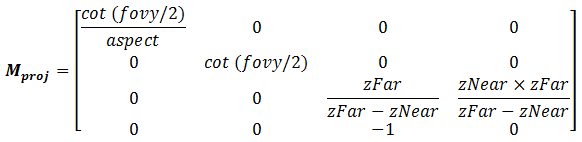 M_proj = [ cot (fovy/2) / aspect 0 0 0
0 cot (fovy/2) 0 0
0 0 zFar / zFar − zNear zNear × zFar / zFar − zNear
0 0 −1 0 ]